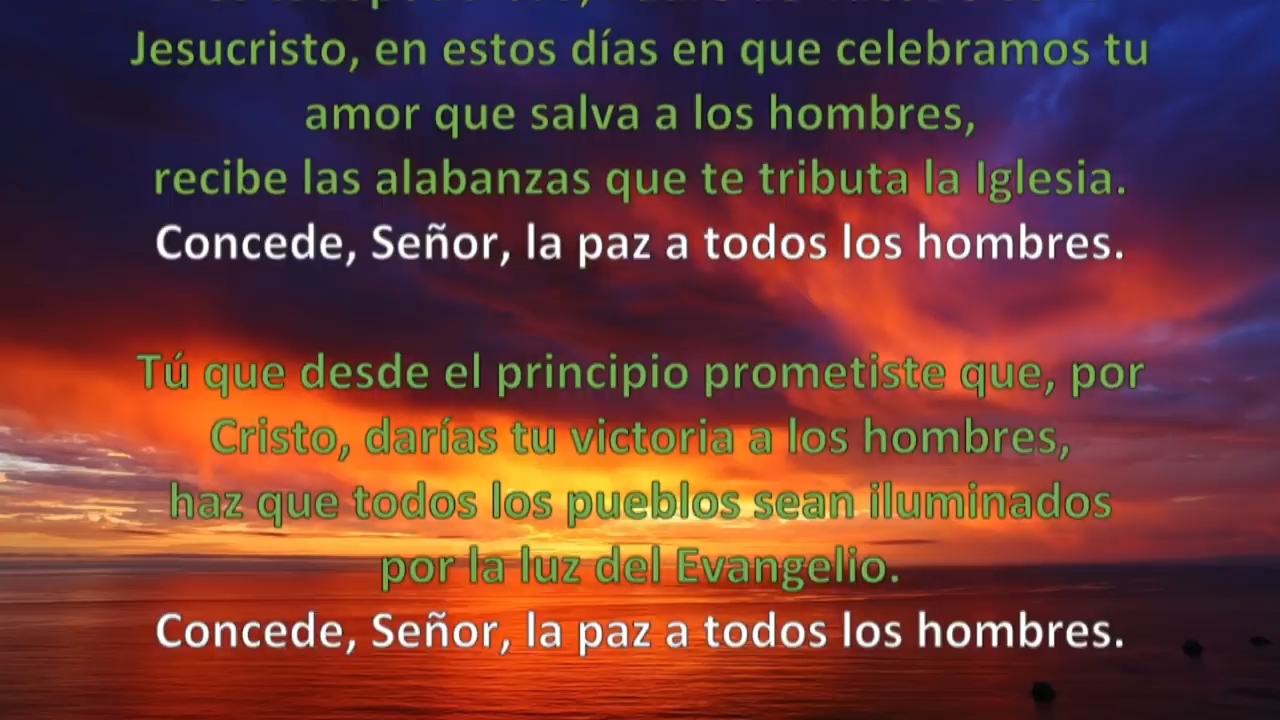 Jesucristo, en estos días en que celebramos tu
amor que salva a los hombres,
recibe las alabanzas que te tributa la Iglesia.
Concede, Señor, la paz a todos los hombres.
Tú que desde el principio prometiste que, por
Cristo, darías tu victoria a los hombres,
haz que todos los pueblos sean iluminados
por la luz del Evangelio.
Concede, Señor, la paz a todos los hombres.